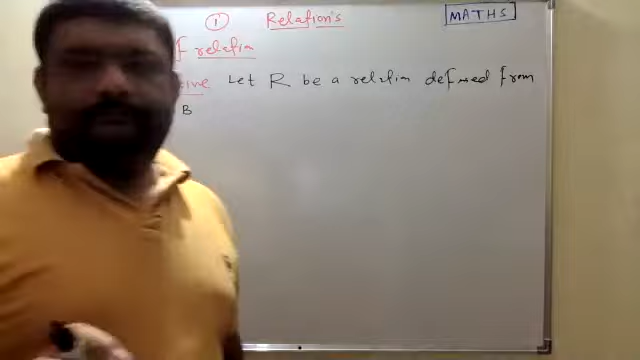 ① Relation's MATHS
f relation
Let R be a relation defined from
B